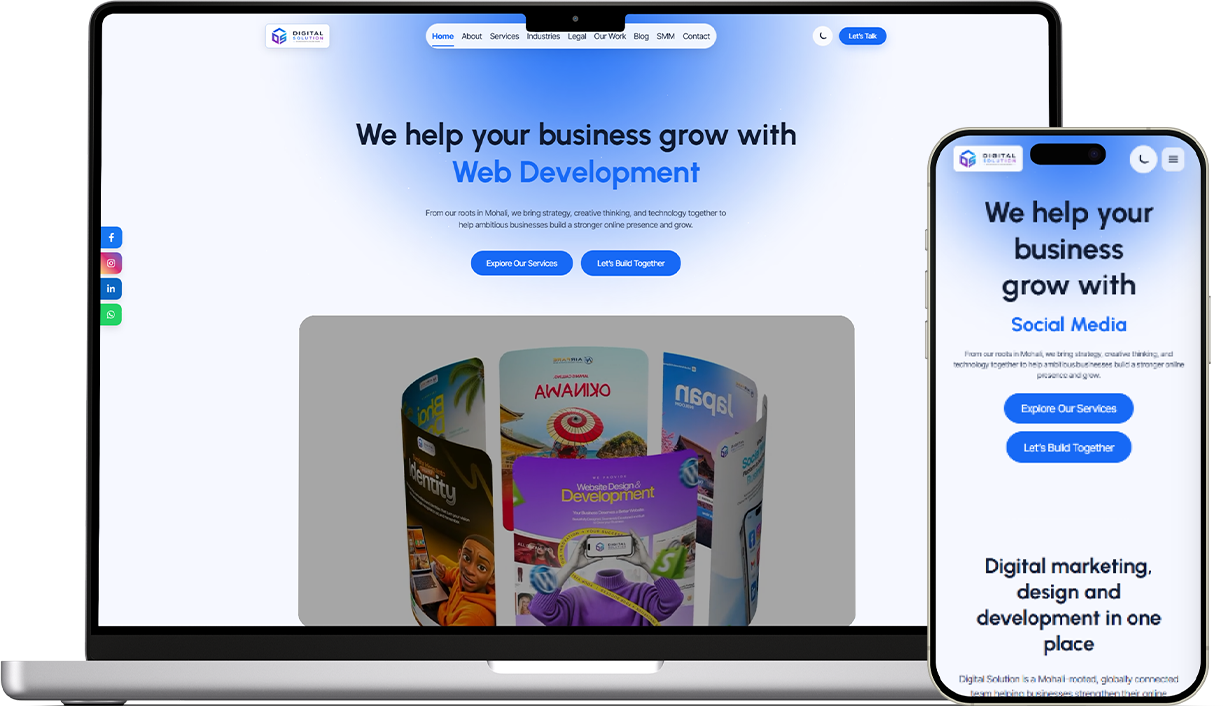 DIGITAL
SOLUTION
Home About Services Industries Legal Our Work Blog SMM Contact
Let's Talk
We help your business grow with
Web Development
From our roots in Mohali, we bring strategy, creative thinking, and technology together to
help ambitious businesses build a stronger online presence and grow.
Explore Our Services
Let's Build Together
OKINAWA
Japan
Bhai
Identity
Website Design &
Development
DIGITAL
SOLUTION
DIGITAL
SOLUTION
We help your
business
grow with
Social Media
From our roots in Mohali, we bring strategy, creative thinking, and
technology together to help ambitious businesses build a stronger online
presence and grow.
Explore Our Services
Let's Build Together
Digital marketing,
design and
development in one
place
Digital Solution is a Mohali-rooted, globally connected
team helping businesses strengthen their online